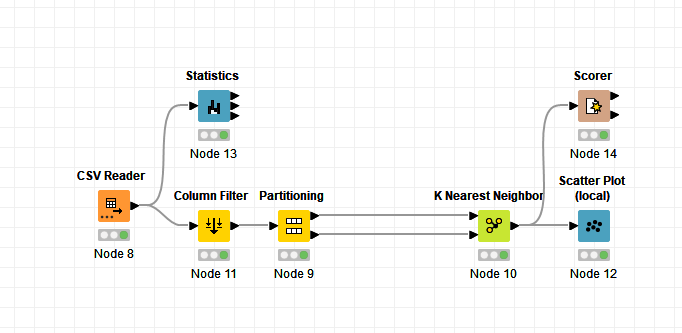 Statistics
Node 13
Scorer
Node 14
CSV Reader
Node 8
Column Filter
Node 11
Partitioning
Node 9
K Nearest Neighbor
Node 10
Scatter Plot
(local)
Node 12